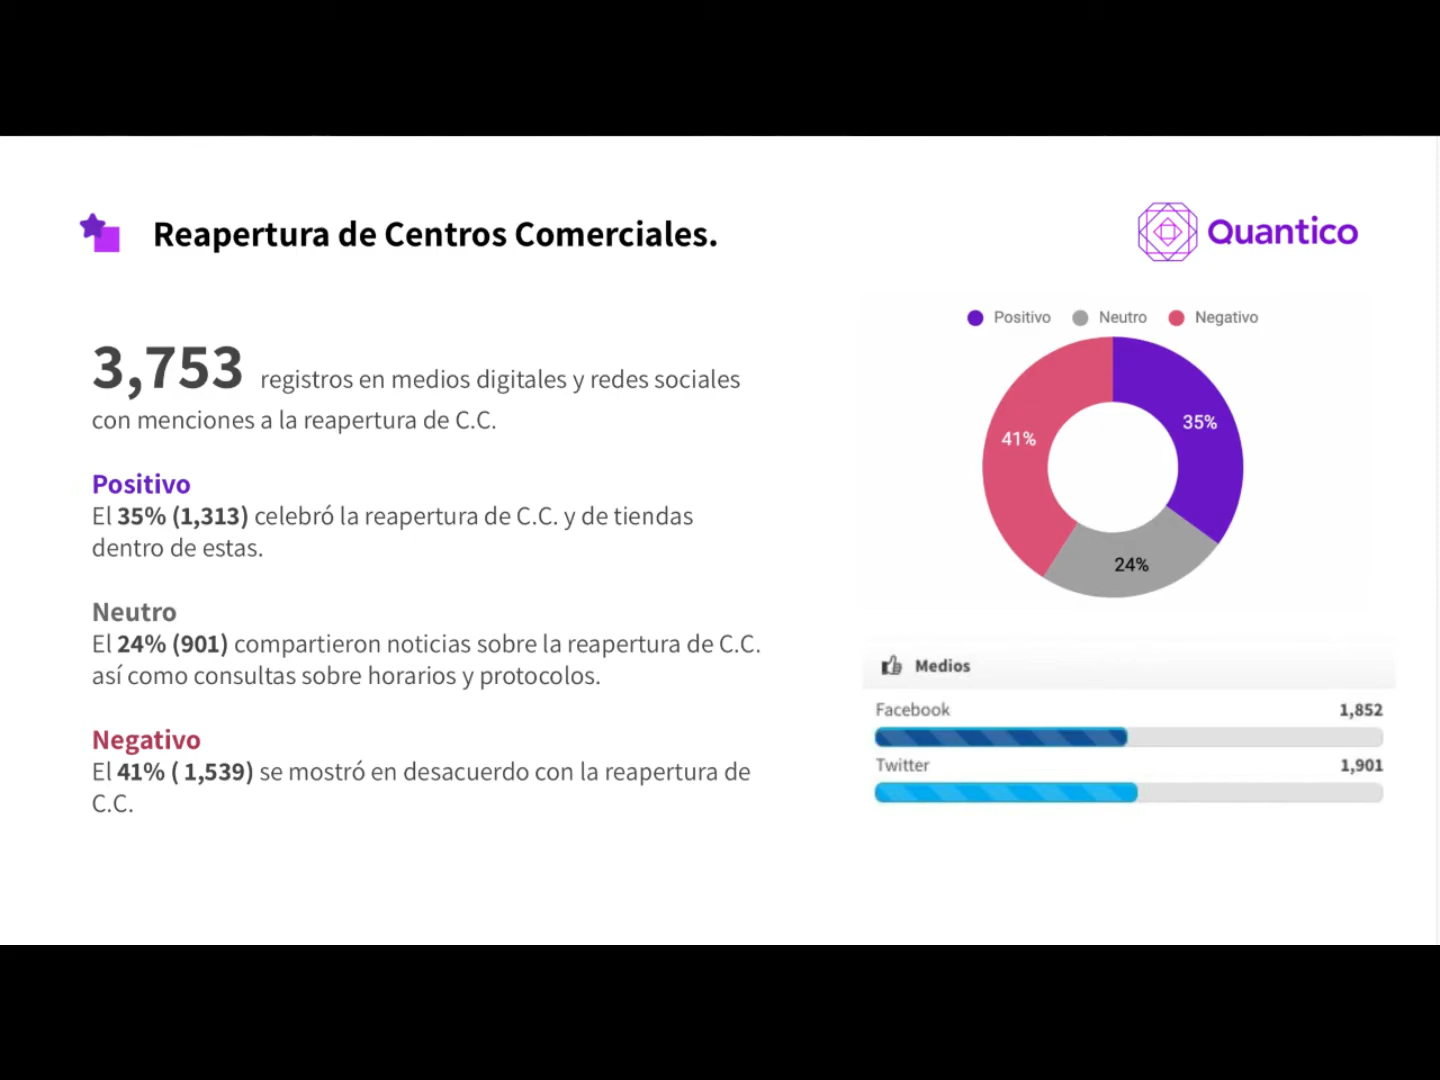 Reapertura de Centros Comerciales.
Quantico
3,753 registros en medios digitales y redes sociales
con menciones a la reapertura de C.C.
Positivo
El 35% (1,313) celebró la reapertura de C.C. y de tiendas
dentro de estas.
Neutro
El 24% (901) compartieron noticias sobre la reapertura de C.C.
así como consultas sobre horarios y protocolos.
Negativo
El 41% ( 1,539) se mostró en desacuerdo con la reapertura de
C.C.
Positivo Neutro Negativo
35%
41%
24%
Medios
Facebook 1,852
Twitter 1,901